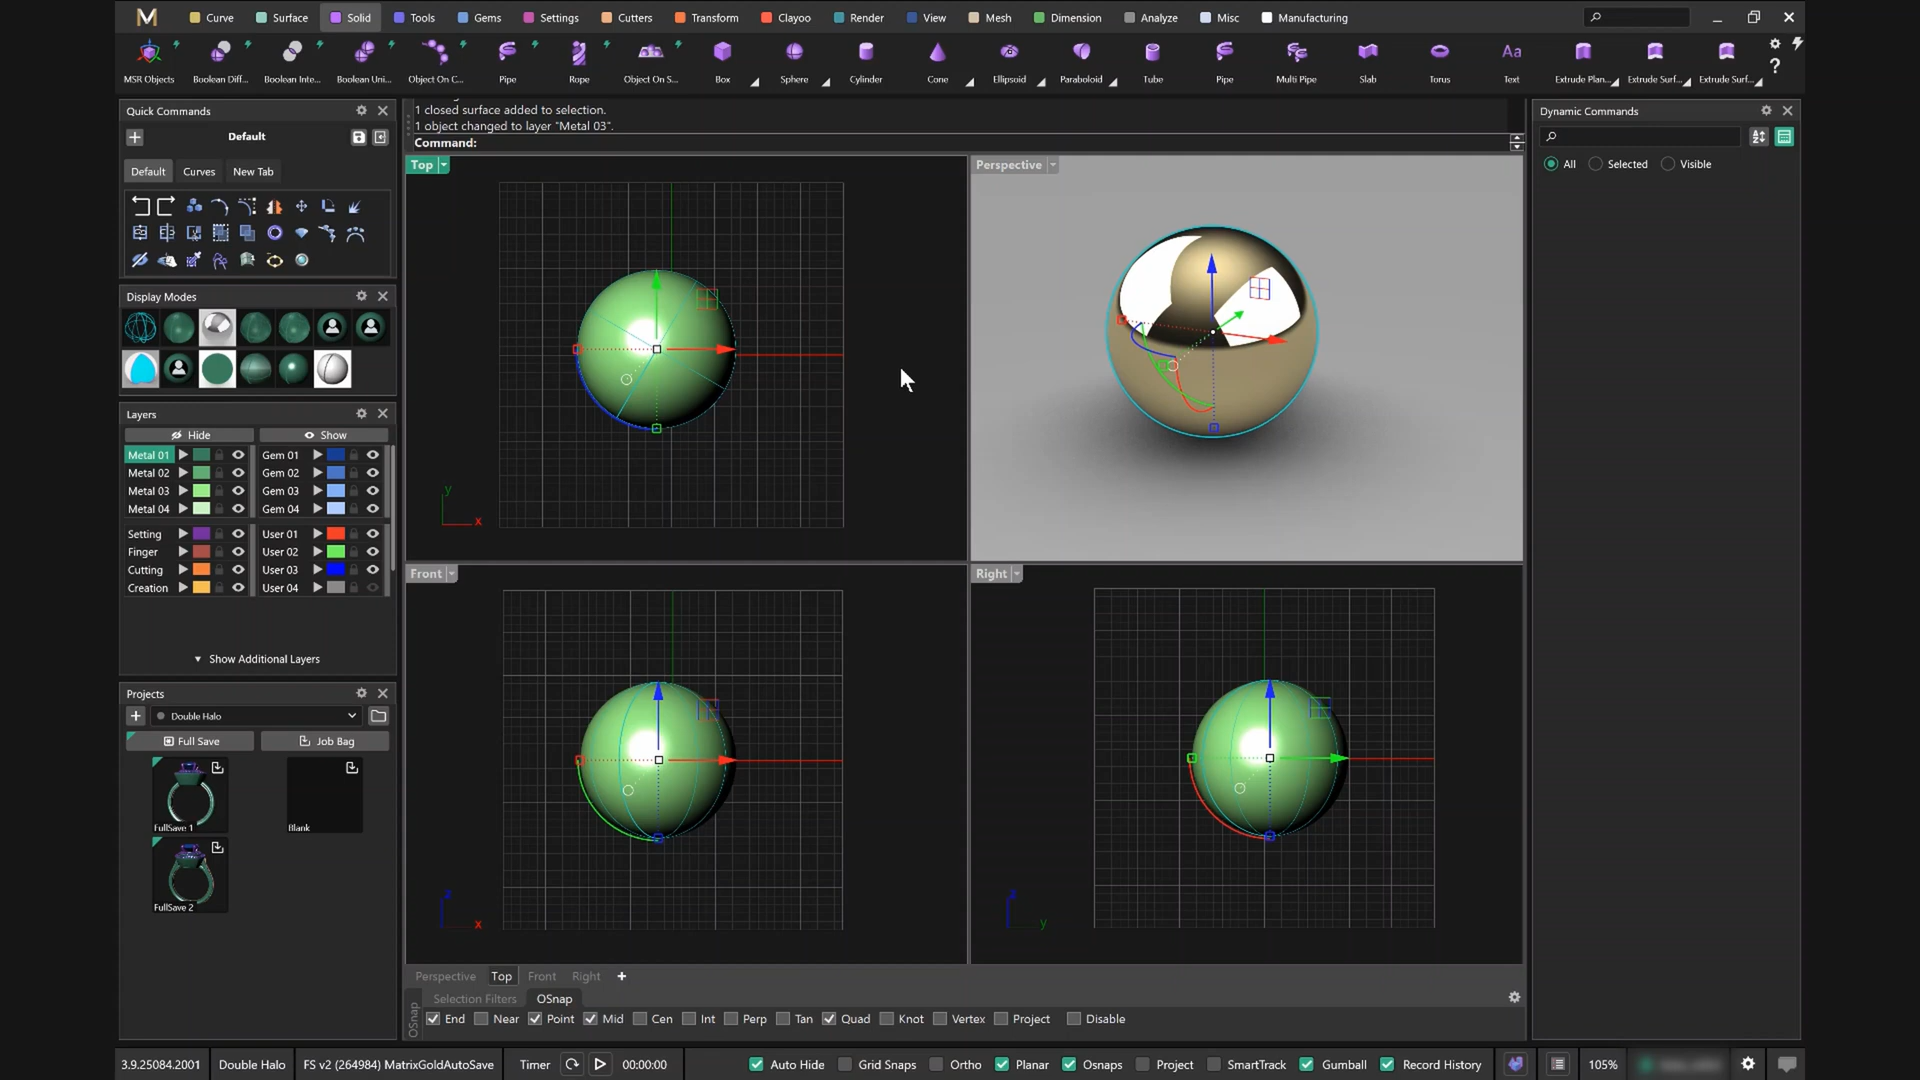 M Curve Surface Solid Tools Gems Settings Cutters Transform Clayoo Render View Mesh Dimension Analyze Misc Manufacturing
MSR Objects Boolean Diff... Boolean Inte... Boolean Uni... Object On C... Pipe Rope Object On S... Box Sphere Cylinder Cone Ellipsoid Paraboloid Tube Pipe Multi Pipe Slab Torus Text Extrude Plan... Extrude Surf... Extrude Surf...
Aa
?
Quick Commands
Default
Default Curves New Tab
1 closed surface added to selection.
1 object changed to layer "Metal 03".
Command:
Dynamic Commands
All Selected Visible
Display Modes
Layers
Hide Show
Metal 01 Gem 01
Metal 02 Gem 02
Metal 03 Gem 03
Metal 04 Gem 04
Setting User 01
Finger User 02
Cutting User 03
Creation User 04
Show Additional Layers
Projects
Double Halo
Full Save Job Bag
FullSave 1 Blank
FullSave 2
Top
y
x
Perspective
Front
z
x
Right
z
y
Perspective Top Front Right
Selection Filters OSnap
OSnap
End Near Point Mid Cen Int Perp Tan Quad Knot Vertex Project Disable
3.9.25084.2001 Double Halo FS v2 (264984) MatrixGoldAutoSave Timer 00:00:00 Auto Hide Grid Snaps Ortho Planar Osnaps Project SmartTrack Gumball Record History 105%